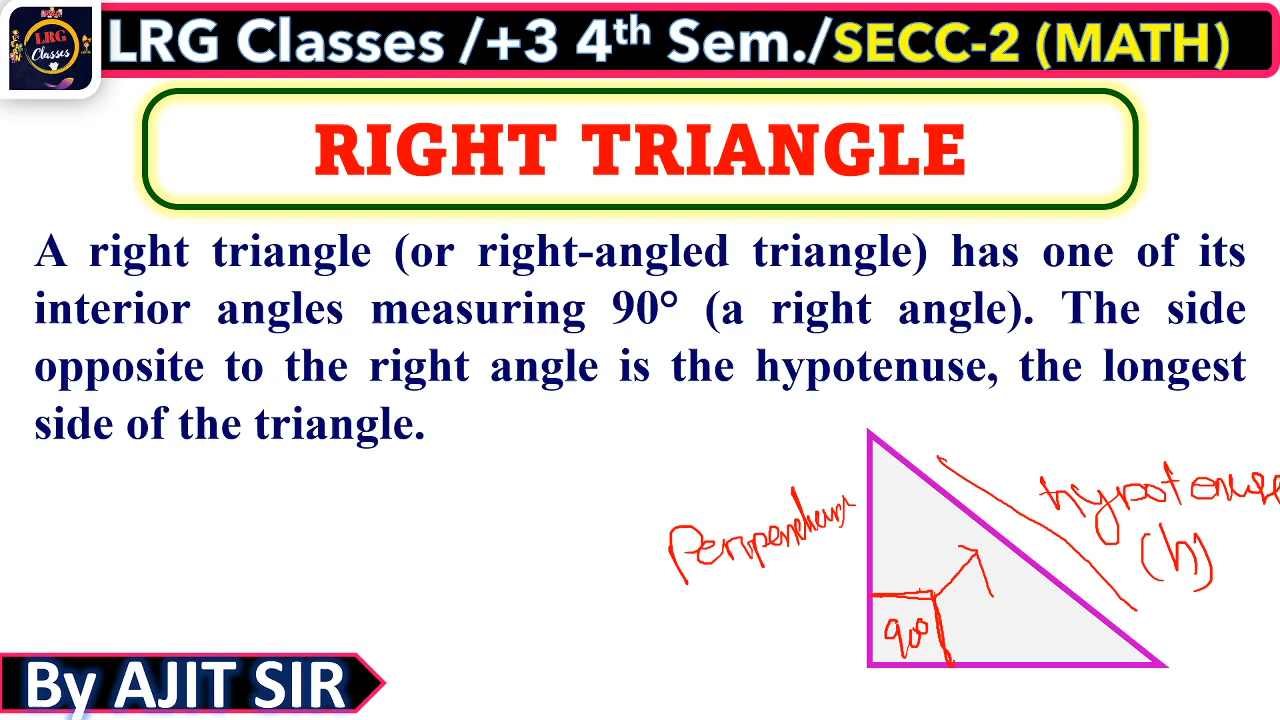 LRG Classes
LRG Classes /+3 4th Sem./SECC-2 (MATH)
RIGHT TRIANGLE
A right triangle (or right-angled triangle) has one of its
interior angles measuring 90° (a right angle). The side
opposite to the right angle is the hypotenuse, the longest
side of the triangle.
hypotenuse
(h)
90°
By AJIT SIR